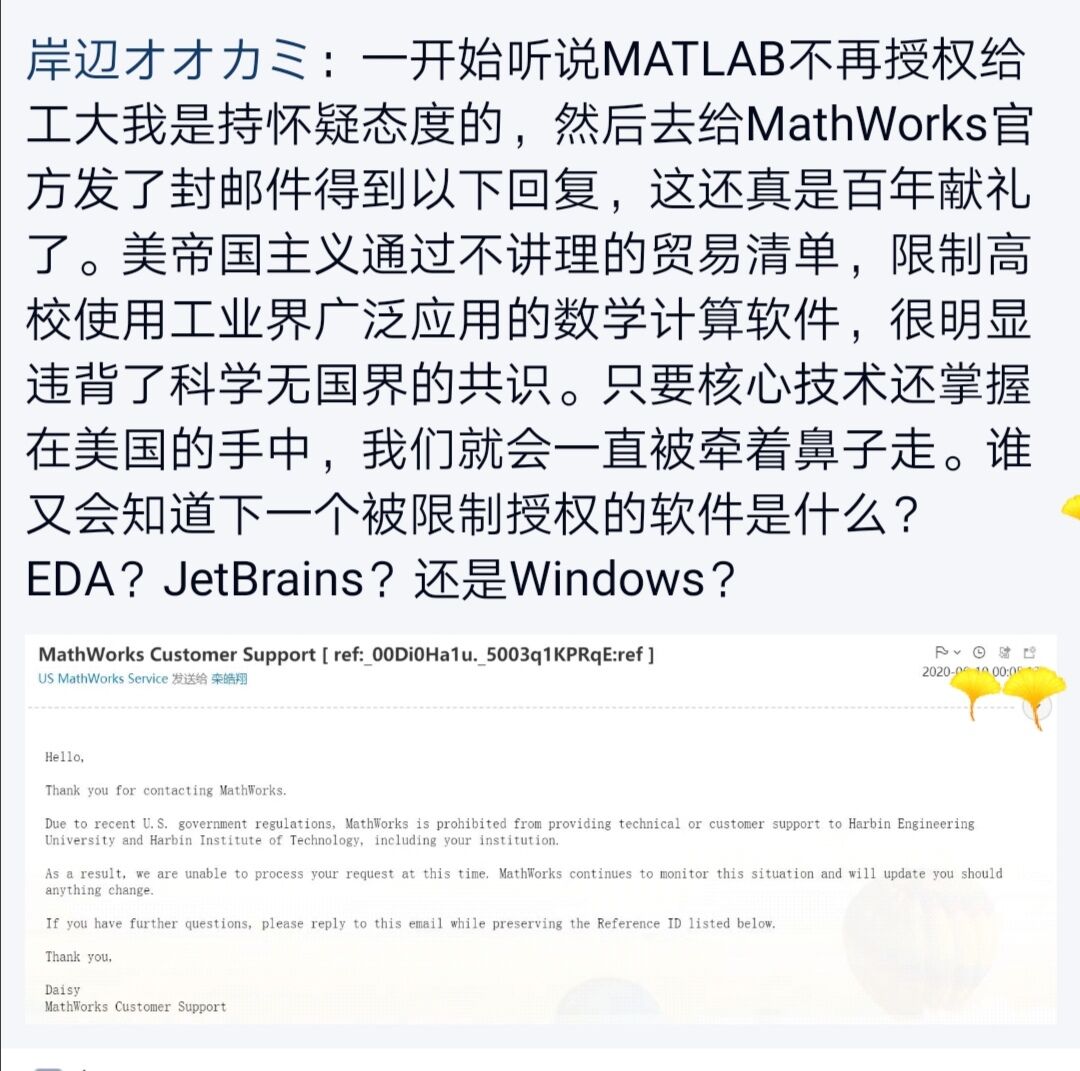 岸辺オオカミ：一开始听说MATLAB不再授权给
工大我是持怀疑态度的，然后去给MathWorks官
方发了封邮件得到以下回复，这还真是百年献礼
了。美帝国主义通过不讲理的贸易清单，限制高
校使用工业界广泛应用的数学计算软件，很明显
违背了科学无国界的共识。只要核心技术还掌握
在美国的手中，我们就会一直被牵着鼻子走。谁
又会知道下一个被限制授权的软件是什么？
EDA？JetBrains？还是Windows？
MathWorks Customer Support [ ref:_00Di0Ha1u._5003q1KPRqE:ref ]
US MathWorks Service 发送给 栾皓翔
Hello,
Thank you for contacting MathWorks.
Due to recent U.S. government regulations, MathWorks is prohibited from providing technical or customer support to Harbin Engineering
University and Harbin Institute of Technology, including your institution.
As a result, we are unable to process your request at this time. MathWorks continues to monitor this situation and will update you should
anything change.
If you have further questions, please reply to this email while preserving the Reference ID listed below.
Thank you,
Daisy
MathWorks Customer Support